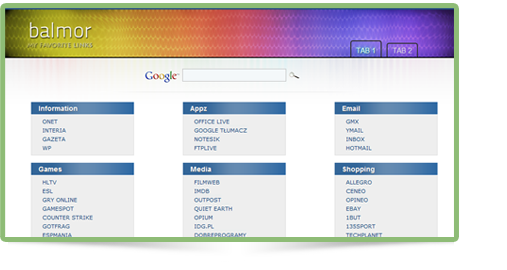 balmor
MY FAVORITE LINKS
TAB 1
TAB 2
Google
Information
ONET
INTERIA
GAZETA
WP
Appz
OFFICE LIVE
GOOGLE TŁUMACZ
NOTESIK
FTPLIVE
Email
GMX
YMAIL
INBOX
HOTMAIL
Games
HLTV
ESL
GRY ONLINE
GAMESPOT
COUNTER STRIKE
GOTFRAG
ESPMANIA
Media
FILMWEB
IMDB
OUTPOST
QUIET EARTH
OPIUM
IDG.PL
DOBREPROGRAMY
Shopping
ALLEGRO
CENEO
OPINEO
EBAY
1BUT
13SSPORT
TECHPLANET